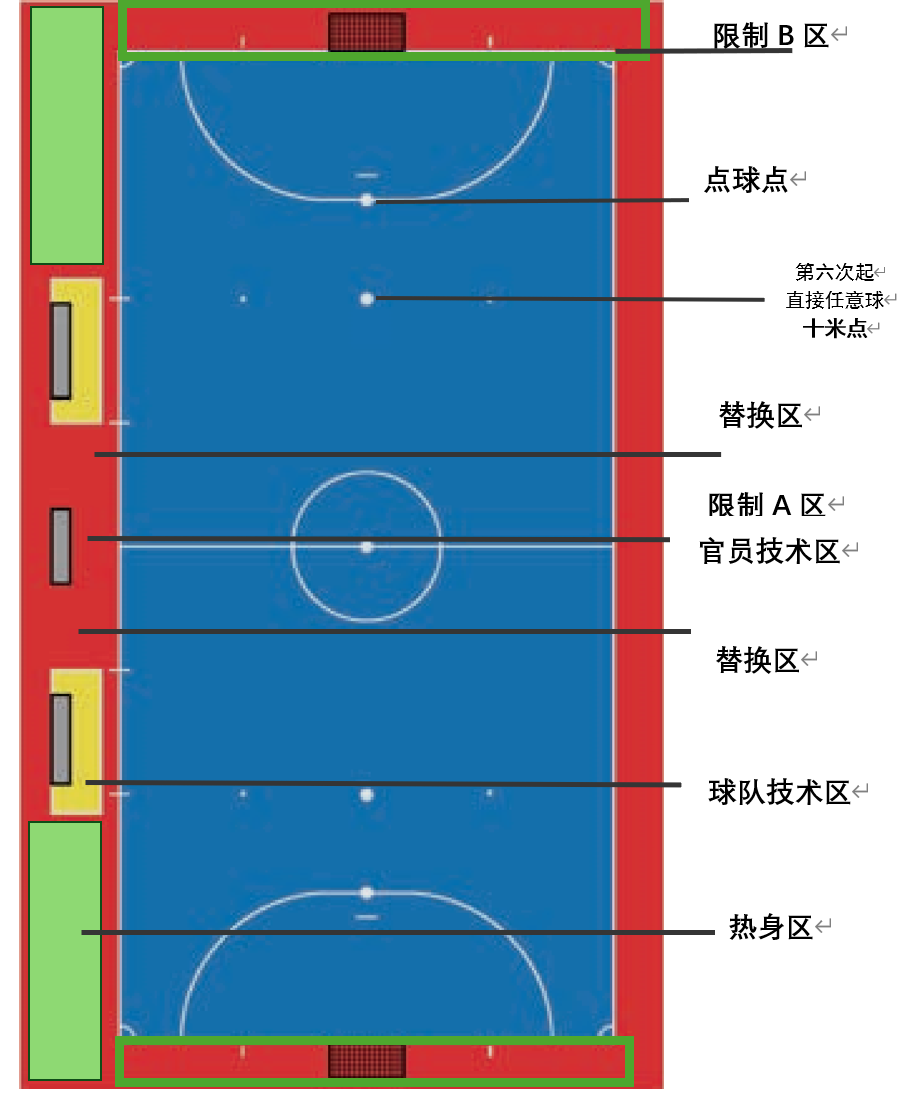 限制 B 区
点球点
第六次起
直接任意球
十米点
替换区
限制 A 区
官员技术区
替换区
球队技术区
热身区